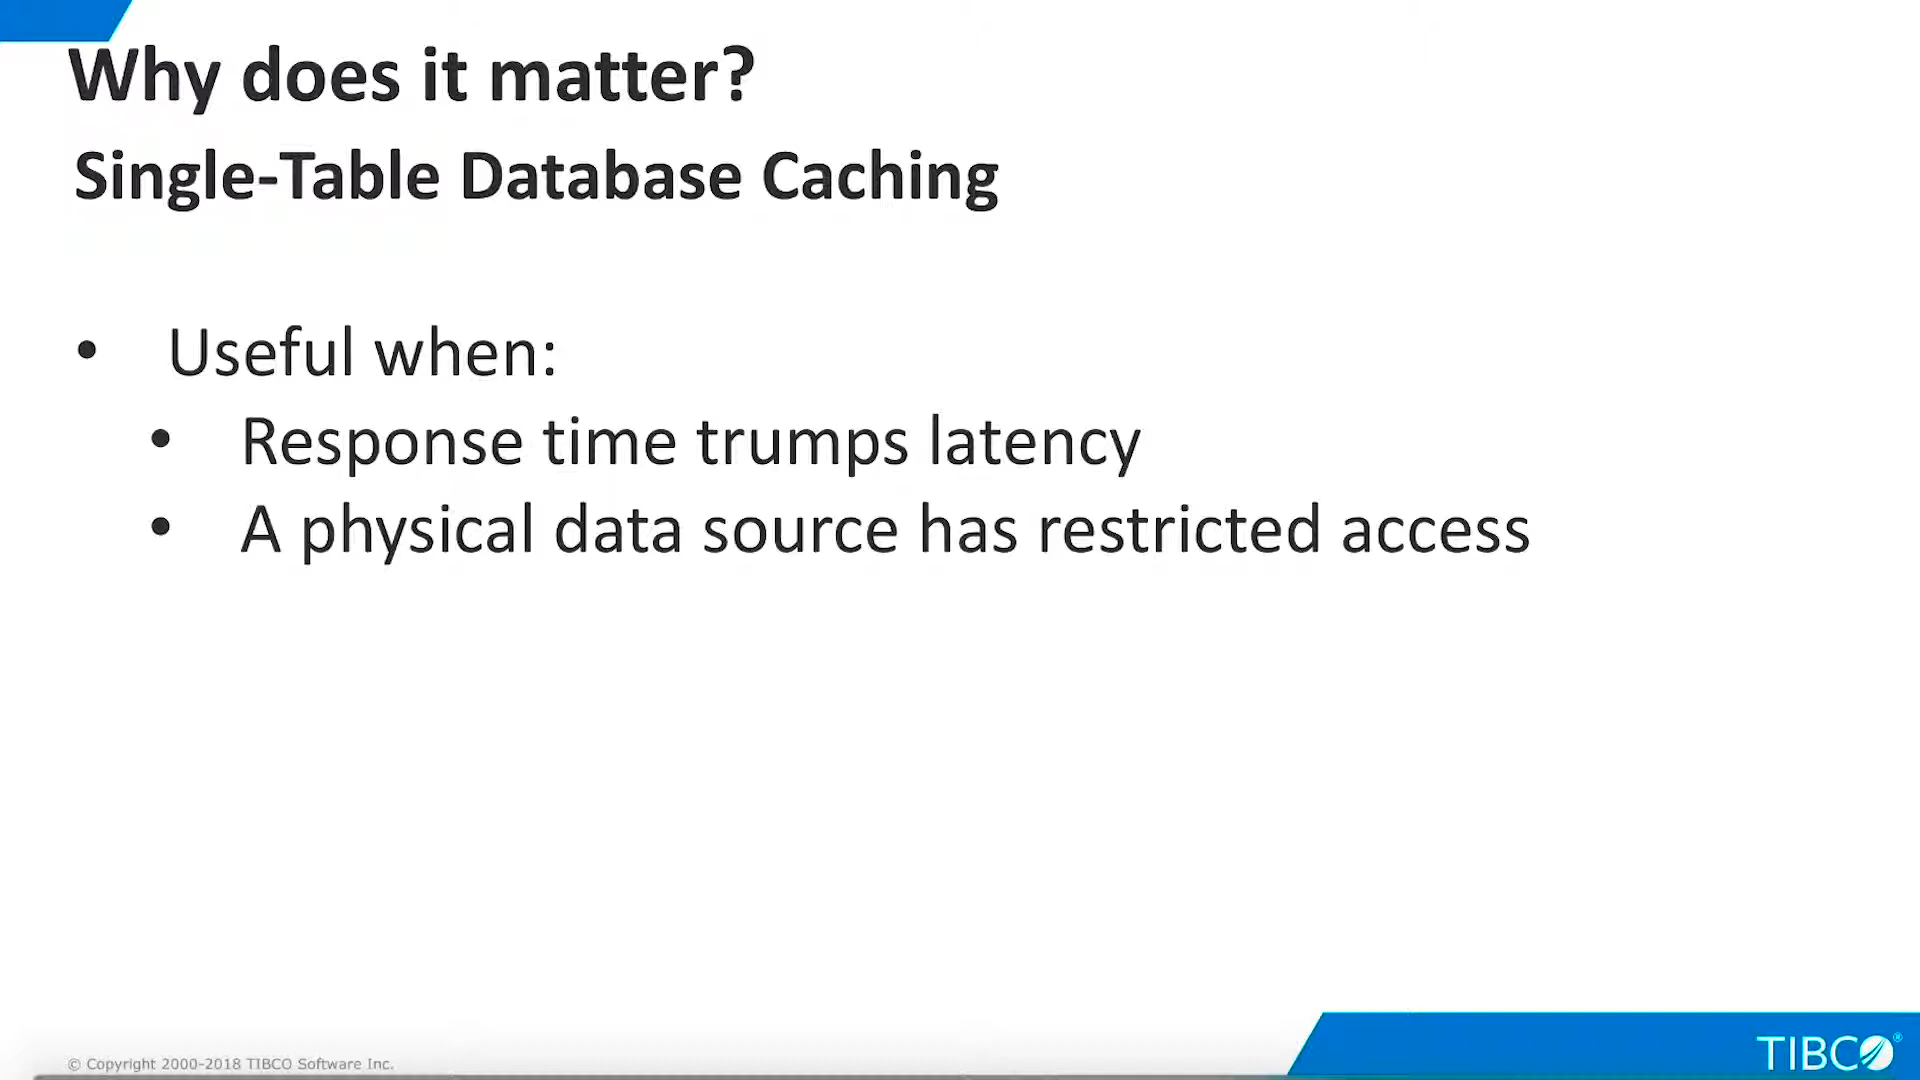 Why does it matter?
Single-Table Database Caching
• Useful when:
• Response time trumps latency
• A physical data source has restricted access
© Copyright 2000-2018 TIBCO Software Inc.
TIBCO®